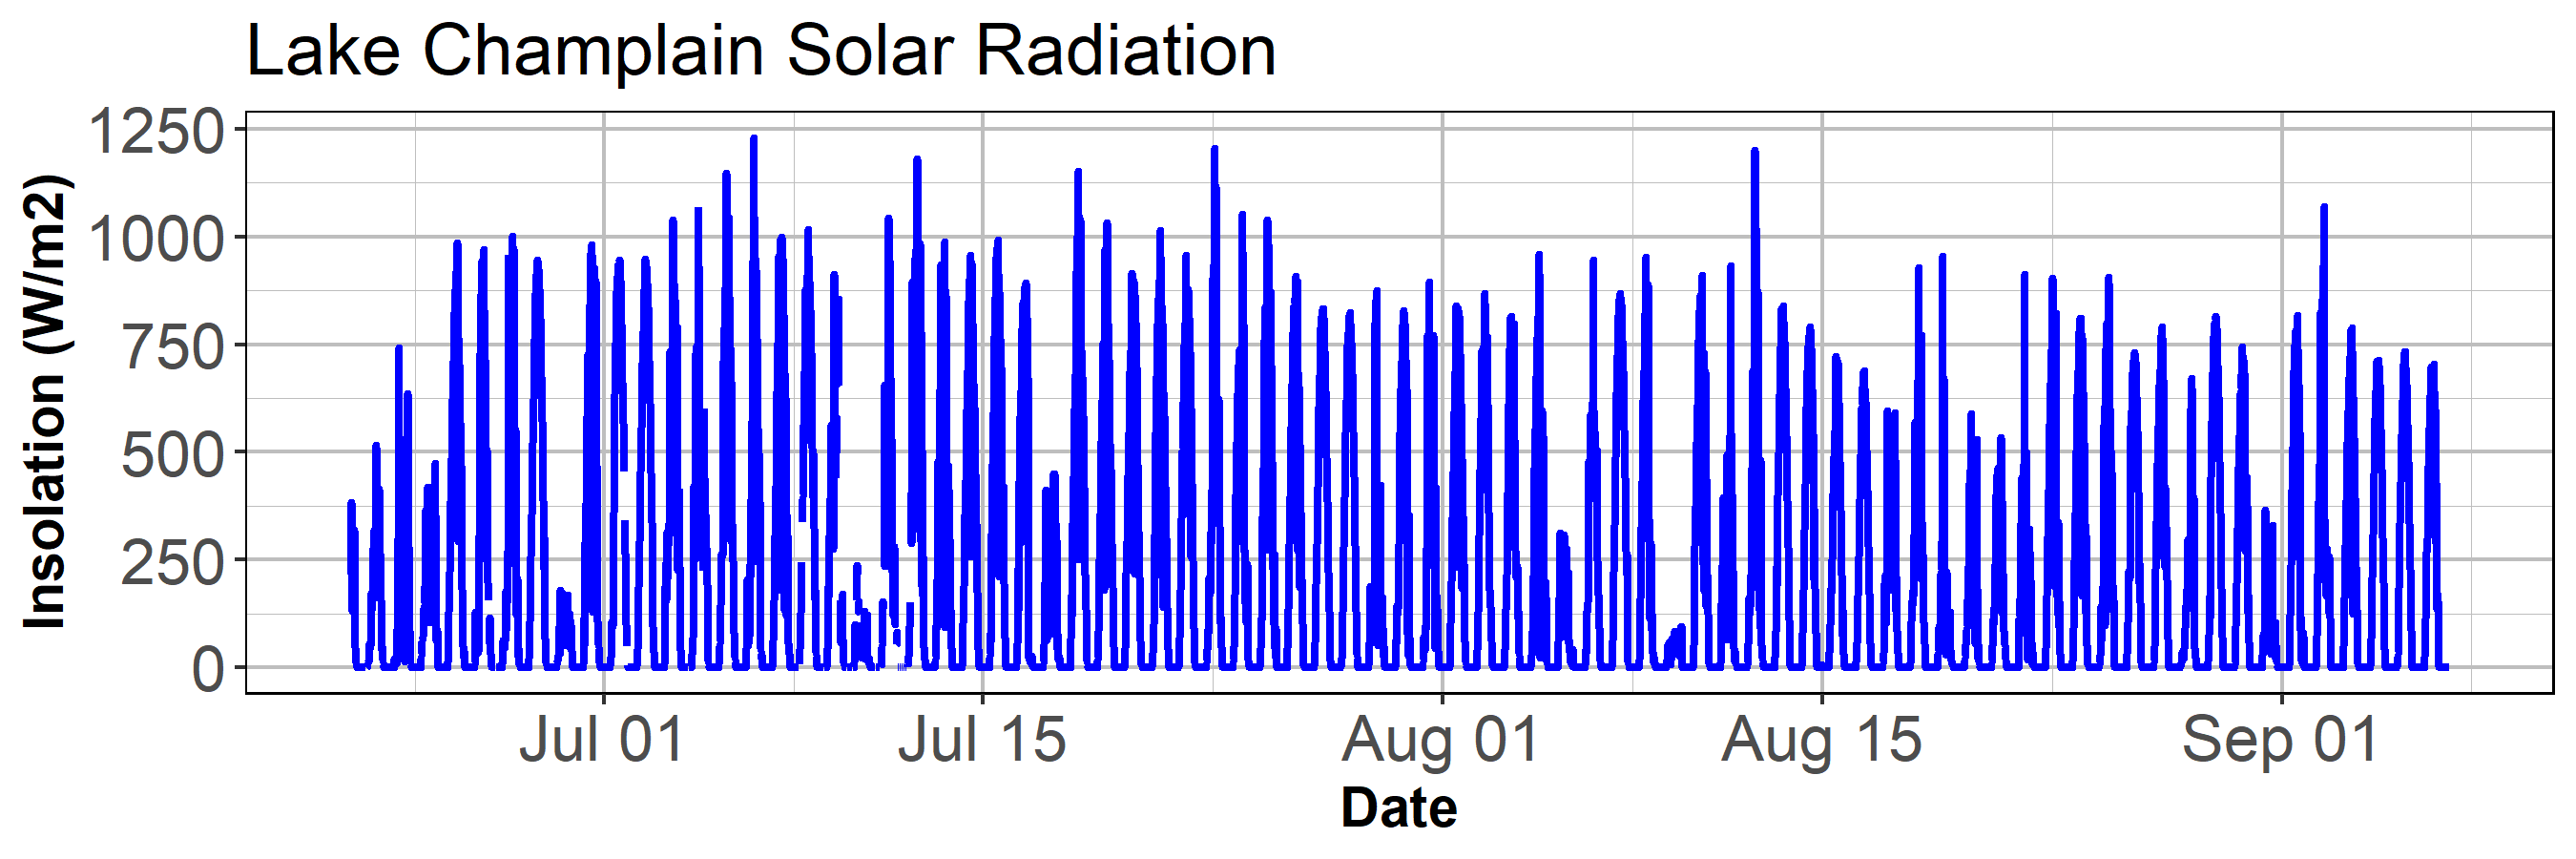 Lake Champlain Solar Radiation
Insolation (W/m2)
1250
1000
750
500
250
0
Jul 01
Jul 15
Aug 01
Aug 15
Sep 01
Date